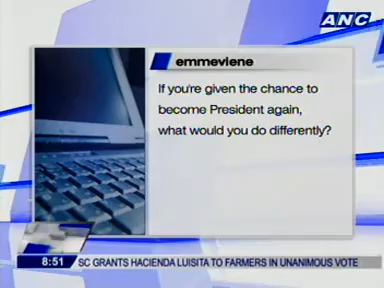 ANC
emmeviene
If you're given the chance to
become President again,
what would you do differently?
8:51 SC GRANTS HACIENDA LUISITA TO FARMERS IN UNANIMOUS VOTE